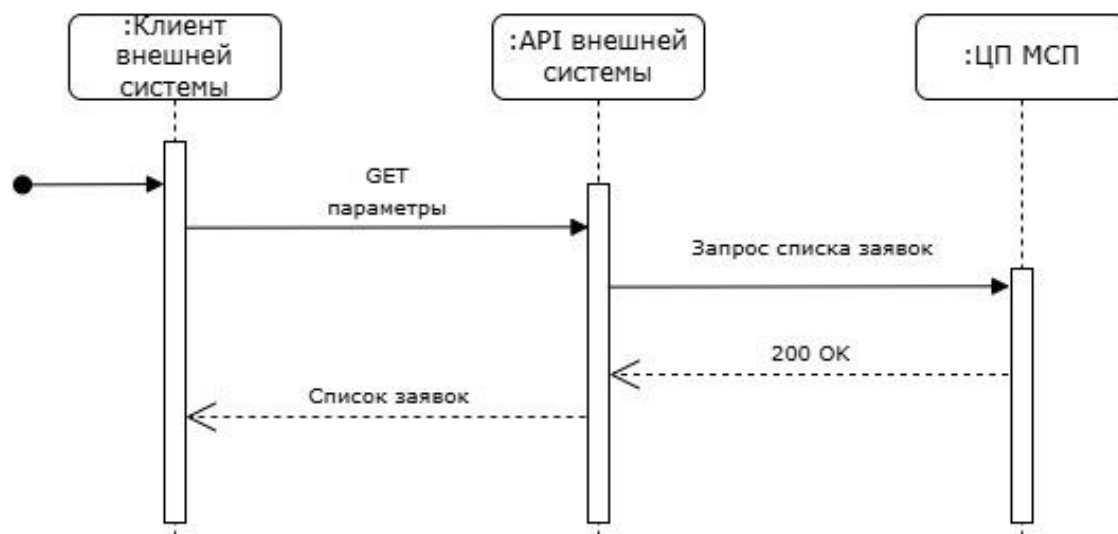 :Клиент
внешней
системы
:API внешней
системы
:ЦП МСП
GET
параметры
Запрос списка заявок
200 OK
Список заявок